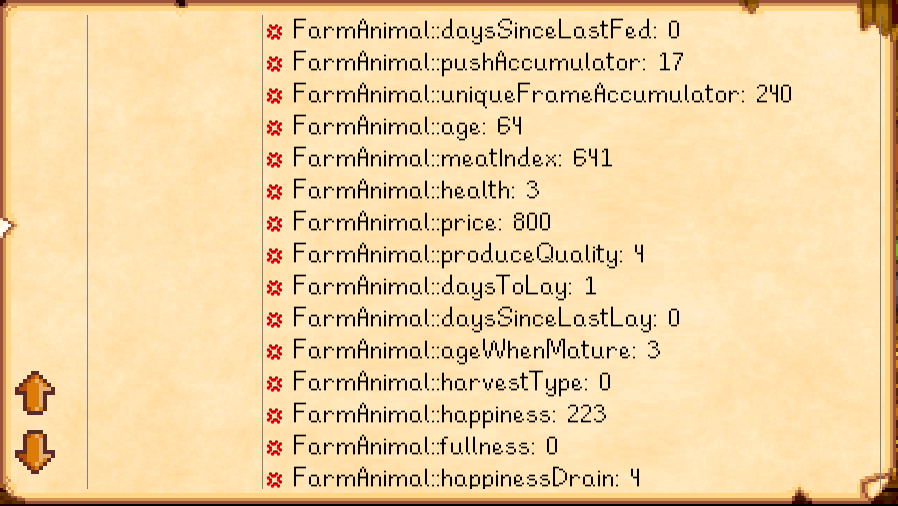 FarmAnimal::daysSinceLastFed: 0
FarmAnimal::pushAccumulator: 17
FarmAnimal::uniqueFrameAccumulator: 240
FarmAnimal::age: 64
FarmAnimal::meatIndex: 641
FarmAnimal::health: 3
FarmAnimal::price: 800
FarmAnimal::produceQuality: 4
FarmAnimal::daysToLay: 1
FarmAnimal::daysSinceLastLay: 0
FarmAnimal::ageWhenMature: 3
FarmAnimal::harvestType: 0
FarmAnimal::happiness: 223
FarmAnimal::fullness: 0
FarmAnimal::happinessDrain: 4